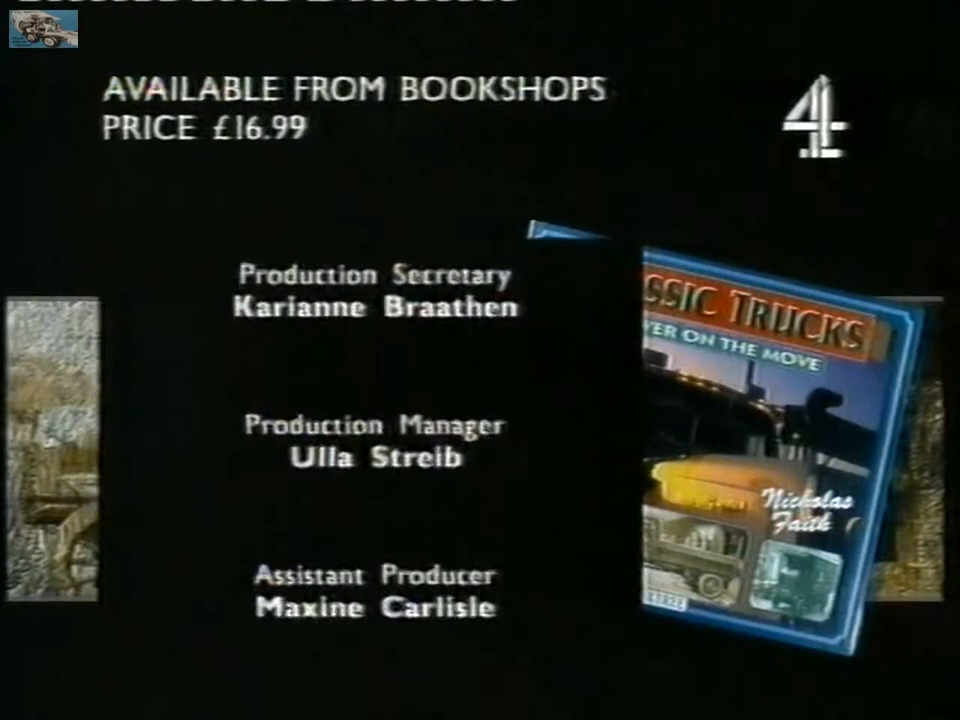 AVAILABLE FROM BOOKSHOPS
PRICE £16.99
4
Production Secretary
Karianne Braathen
Production Manager
Ulla Streib
Assistant Producer
Maxine Carlisle
SSIC TRUCKS
VER ON THE MOVE
Nicholas
Faith